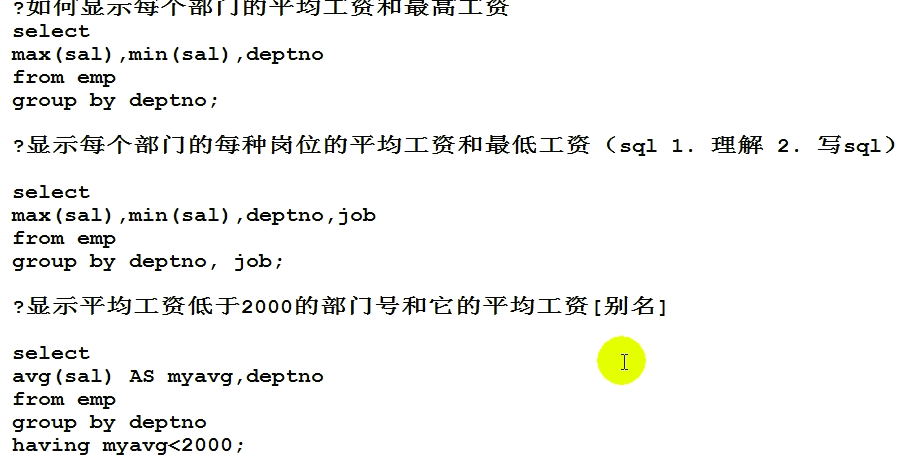 ?如何显示每个部门的平均工资和最高工资
select
max(sal),min(sal),deptno
from emp
group by deptno;
?显示每个部门的每种岗位的平均工资和最低工资（sql 1. 理解 2. 写sql）
select
max(sal),min(sal),deptno,job
from emp
group by deptno, job;
?显示平均工资低于2000的部门号和它的平均工资[别名]
select
avg(sal) AS myavg,deptno
from emp
group by deptno
having myavg<2000;